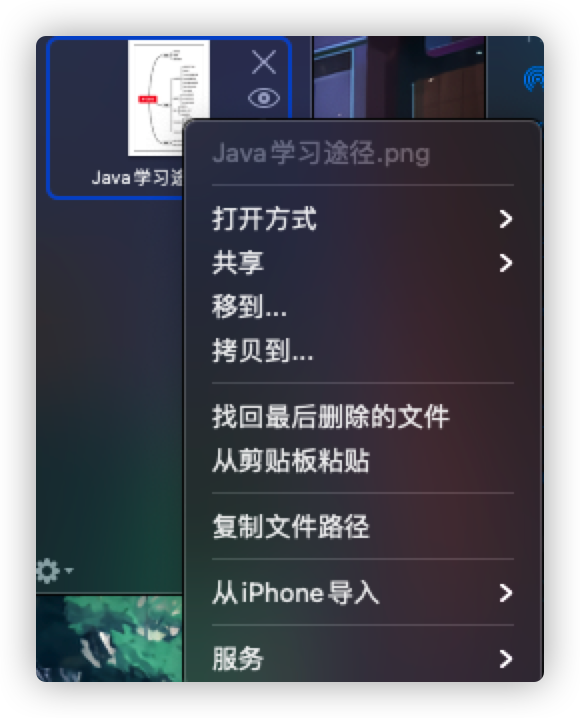 Java学习途
Java学习途径.png
打开方式
共享
移到...
拷贝到...
找回最后删除的文件
从剪贴板粘贴
复制文件路径
从iPhone导入
服务